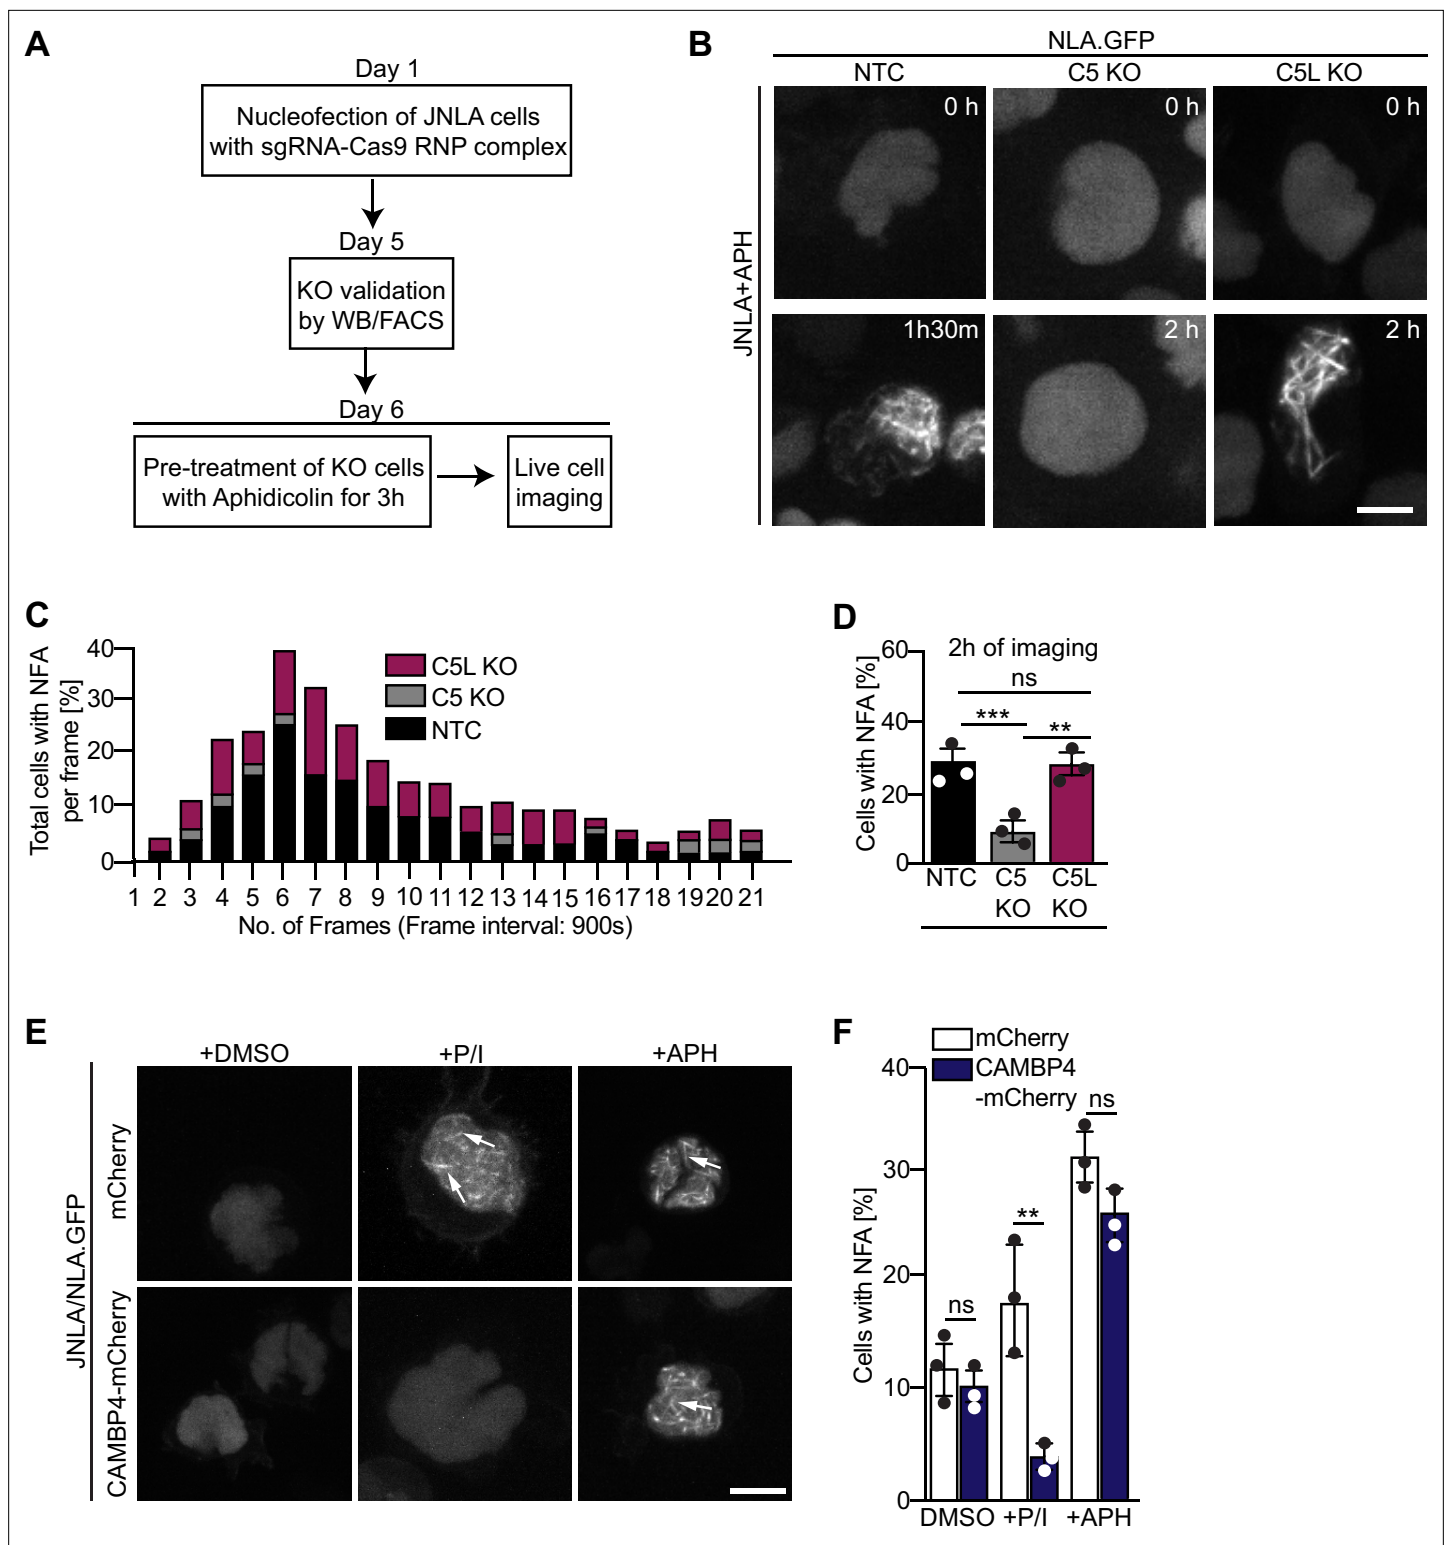 A
Day 1
Nucleofection of JNLA cells
with sgRNA-Cas9 RNP complex
Day 5
KO validation
by WB/FACS
Day 6
Pre-treatment of KO cells
with Aphidicolin for 3h
Live cell
imaging
B
NLA.GFP
NTC
C5 KO
C5L KO
JNLA+APH
0 h
0 h
0 h
1h30m
2 h
2 h
C
Total cells with NFA
per frame [%]
40
30
20
10
0
C5L KO
C5 KO
NTC
1 2 3 4 5 6 7 8 9 10 11 12 13 14 15 16 17 18 19 20 21
No. of Frames (Frame interval: 900s)
D
Cells with NFA [%]
60
40
20
0
2h of imaging
ns
***
**
NTC C5 C5L
KO KO
E
+DMSO
+P/I
+APH
JNLA/NLA.GFP
mCherry
CAMBP4-mCherry
F
mCherry
CAMBP4
-mCherry
Cells with NFA [%]
40
30
20
10
0
ns
**
ns
DMSO +P/I +APH